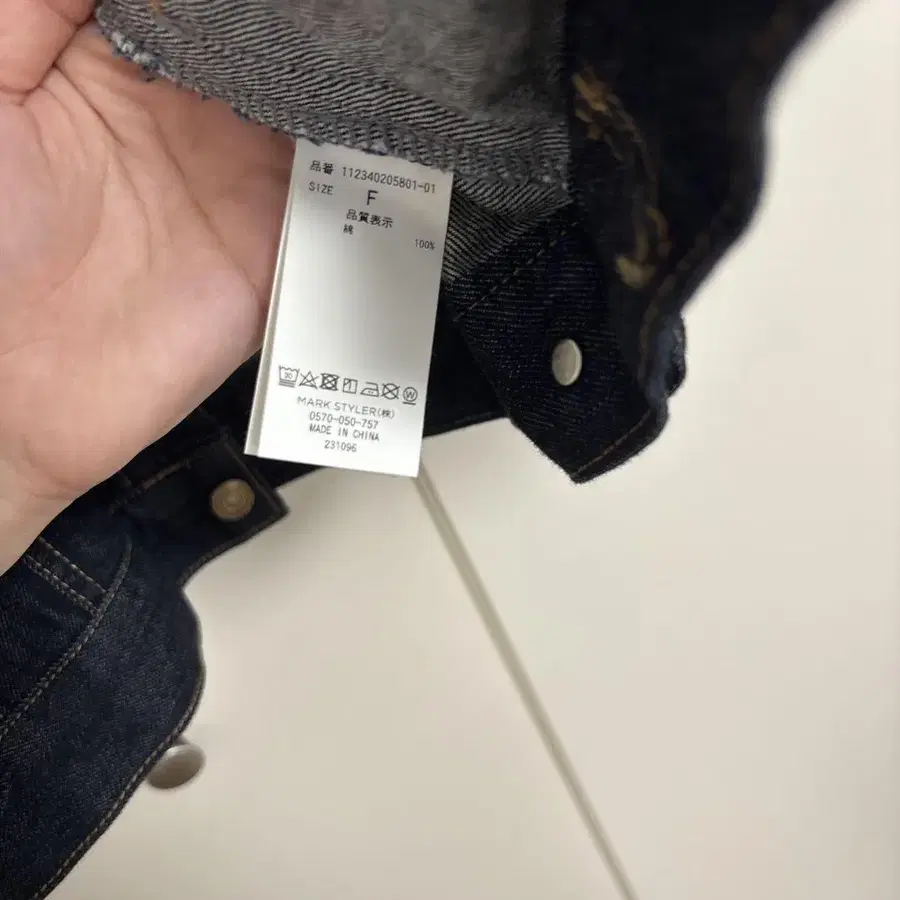 品番 112340205801-01
SIZE F
品質表示
綿 100%
MARK STYLER(株)
0570-050-757
MADE IN CHINA
231096